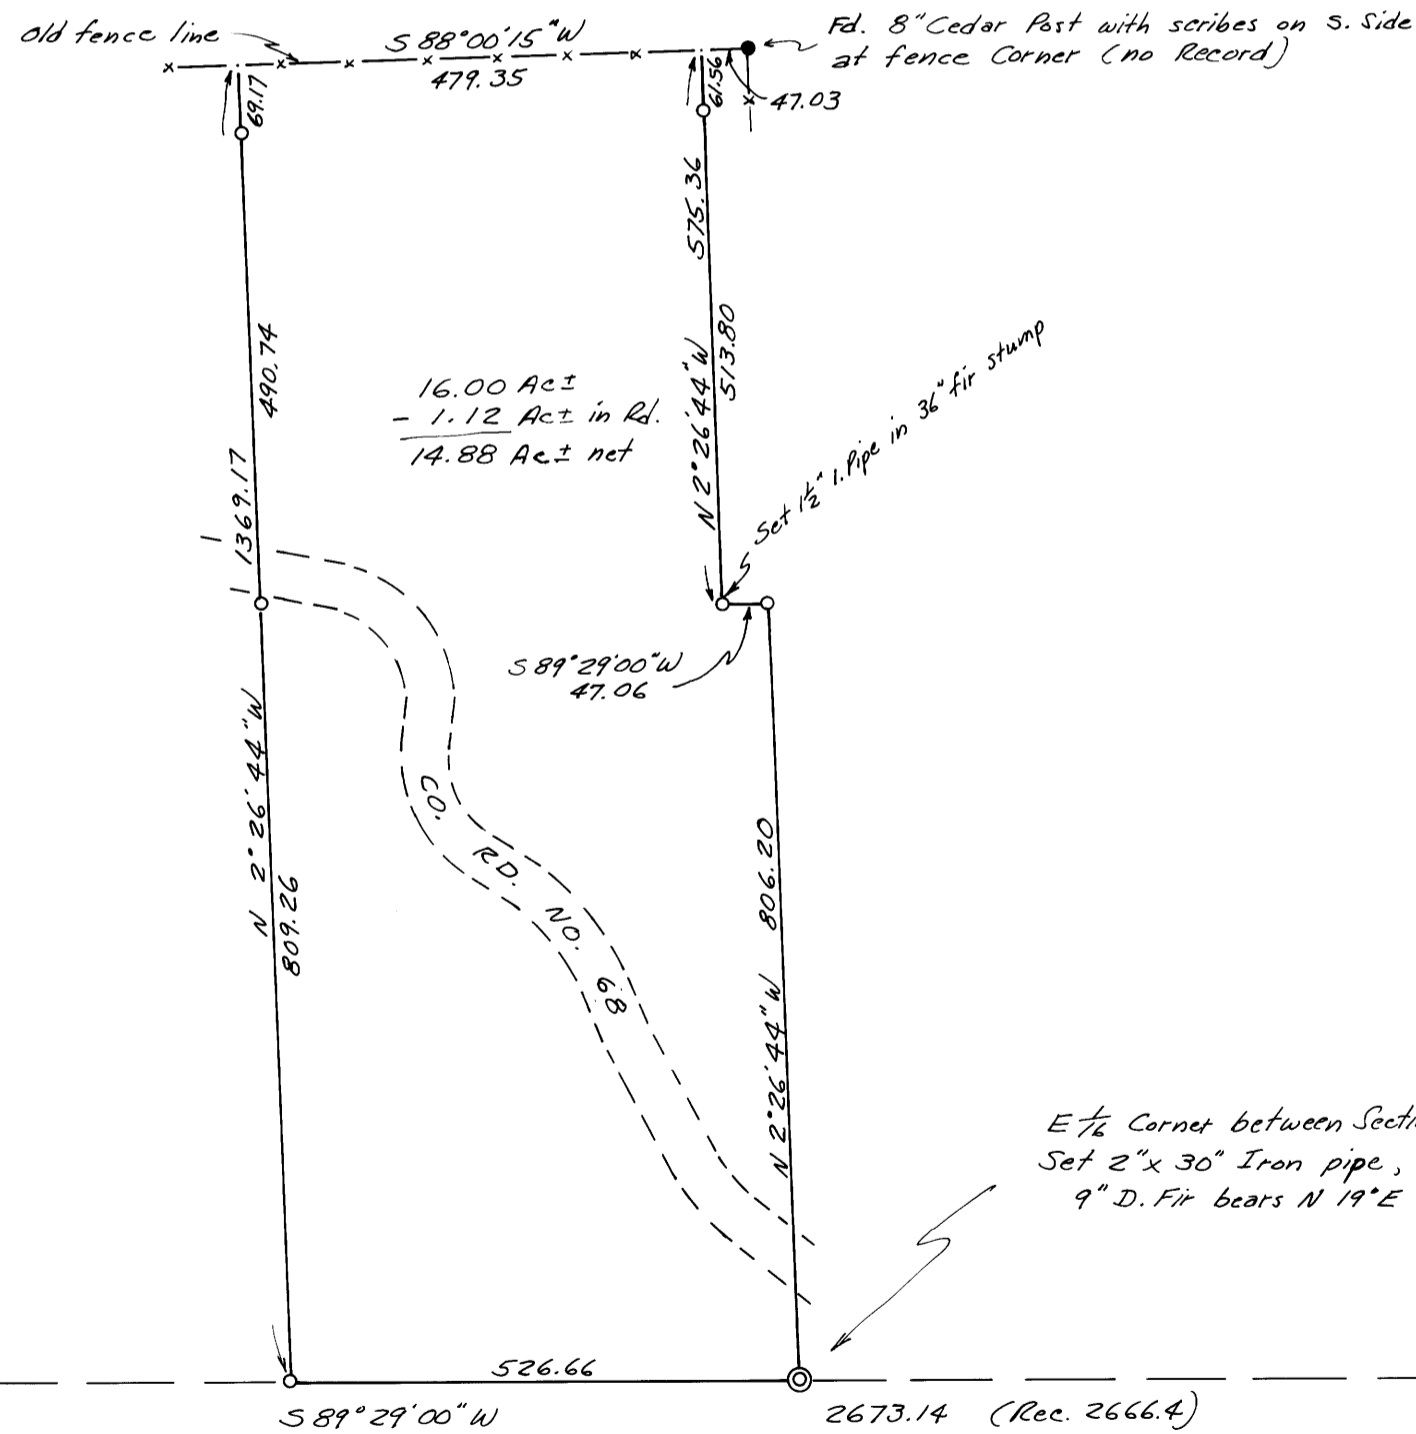 old fence line
S 88°00'15"W
479.35
Fd. 8" Cedar Post with scribes on S. Side
at fence Corner (no Record)
47.03
69.17
61.56
575.36
513.80
N 2°26'44"W
490.74
1369.17
16.00 Ac±
- 1.12 Ac± in Rd.
14.88 Ac± net
Set 1½" I. Pipe in 36" fir stump
S 89°29'00"W
47.06
N 2°26'44"W
809.26
CO. RD. NO. 68
806.20
N 2°26'44"W
E 1/16 Corner between Secti
Set 2"x 30" Iron pipe,
9" D. Fir bears N 19°E
526.66
S 89°29'00"W
2673.14 (Rec. 2666.4)